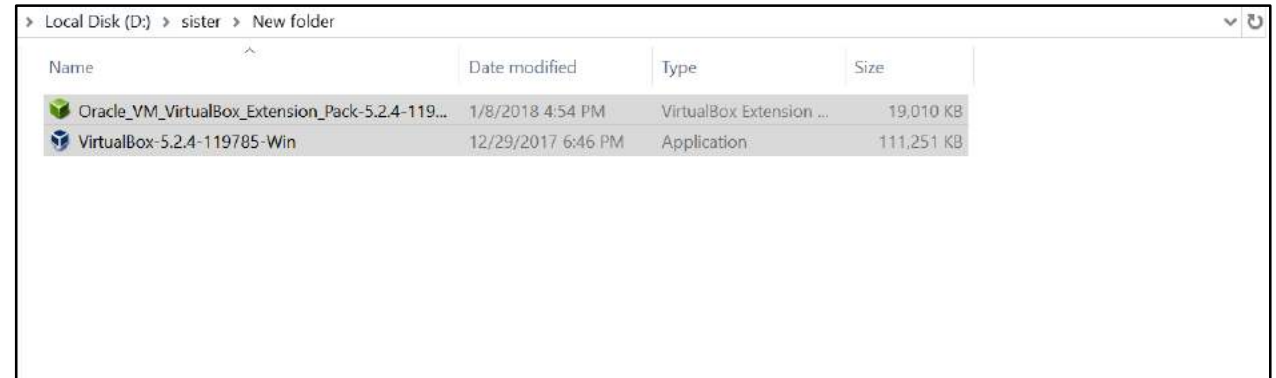 > Local Disk (D:) > sister > New folder
Name Date modified Type Size
Oracle_VM_VirtualBox_Extension_Pack-5.2.4-119... 1/8/2018 4:54 PM VirtualBox Extension ... 19,010 KB
VirtualBox-5.2.4-119785-Win 12/29/2017 6:46 PM Application 111,251 KB